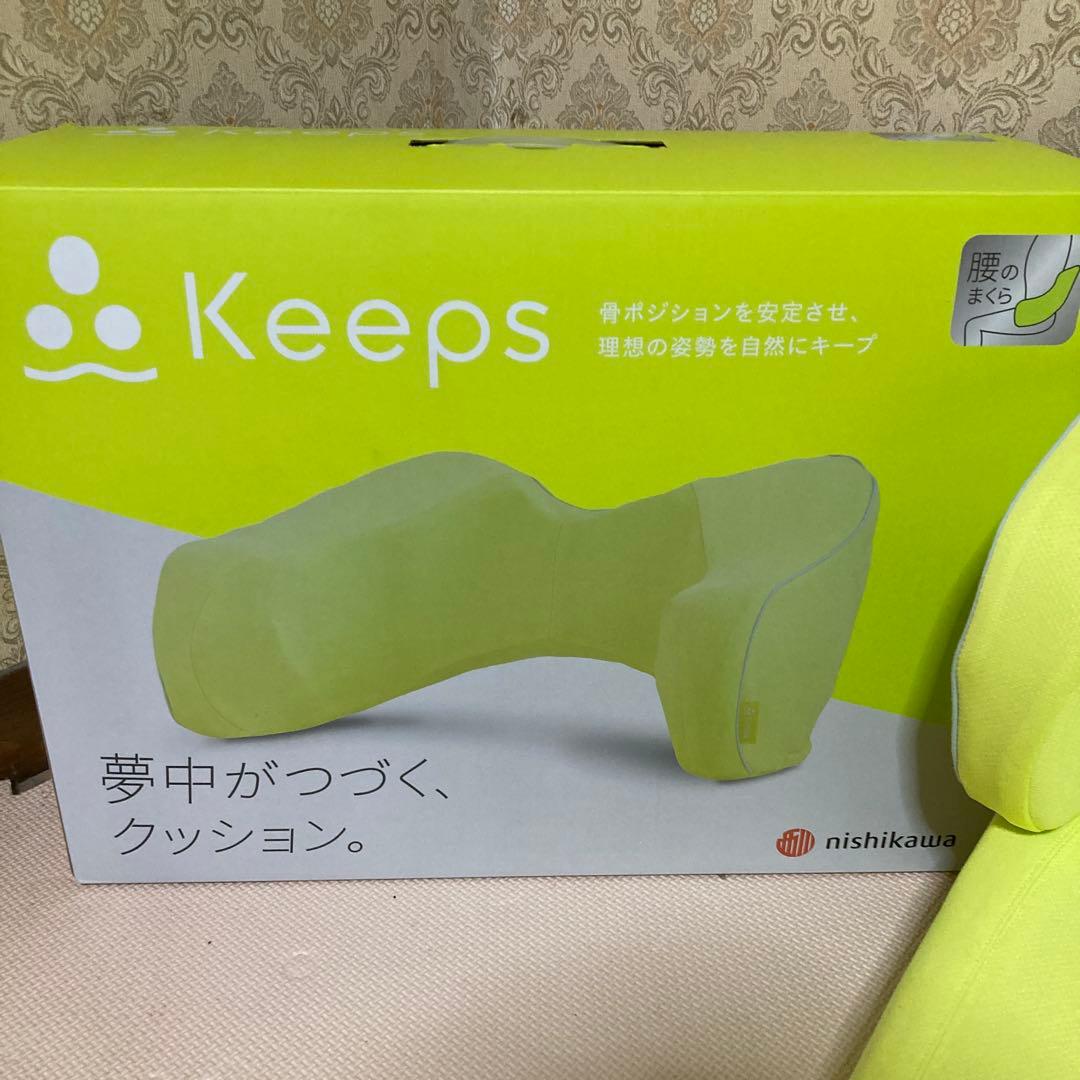 Keeps
Keeps
骨ポジションを安定させ、
理想の姿勢を自然にキープ
腰の
まくら
夢中がつづく、
クッション。
nishikawa